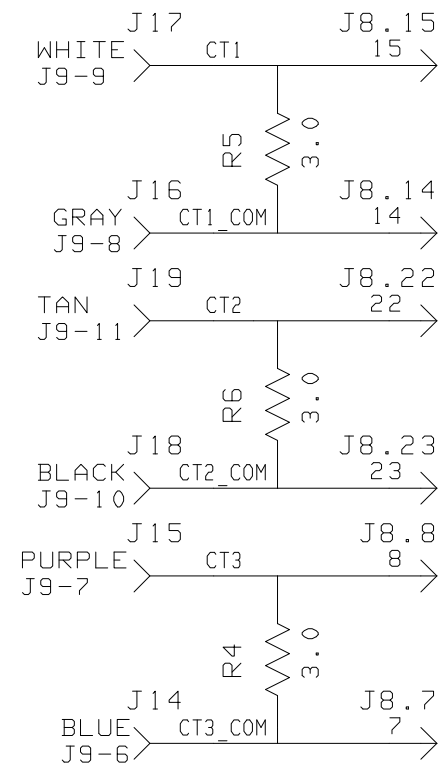 J17 J8.15
WHITE CT1 15
J9-9
R5 3.0
J16 J8.14
GRAY CT1_COM 14
J9-8
J19 J8.22
TAN CT2 22
J9-11
R6 3.0
J18 J8.23
BLACK CT2_COM 23
J9-10
J15 J8.8
PURPLE CT3 8
J9-7
R4 3.0
J14 J8.7
BLUE CT3_COM 7
J9-6